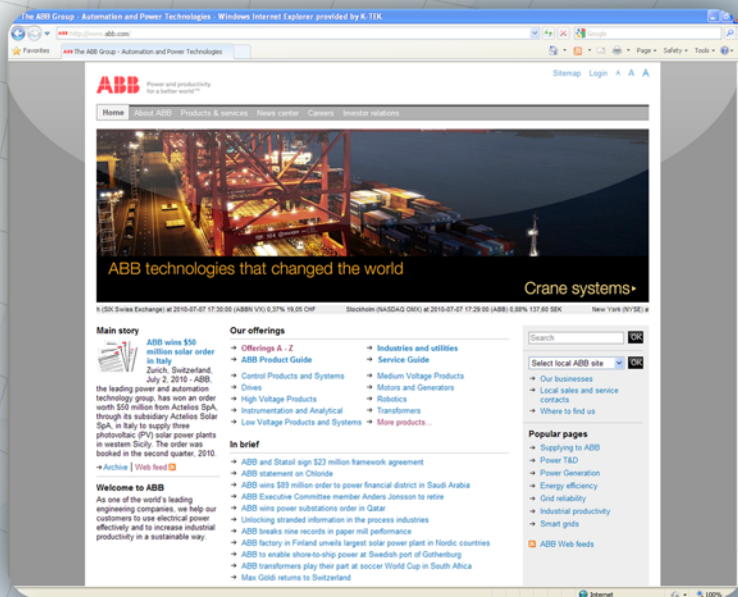 The ABB Group - Automation and Power Technologies - Windows Internet Explorer provided by K-TEK
http://www.abb.com/
Google
Favorites
ABB The ABB Group - Automation and Power Technologies
Page Safety Tools
Sitemap Login A A A
ABB Power and productivity
for a better world™
Home About ABB Products & services News center Careers Investor relations
ABB technologies that changed the world
Crane systems
h (SIX Swiss Exchange) at 2010-07-07 17:30:00 (ABBN VX) 0,37% 19,05 CHF Stockholm (NASDAQ OMX) at 2010-07-07 17:29:00 (ABB) 0,88% 137,60 SEK New York (NYSE) a
Main story
ABB wins $50
million solar order
in Italy
Zurich, Switzerland,
July 2, 2010 - ABB,
the leading power and automation
technology group, has won an order
worth $50 million from Actelios SpA,
through its subsidiary Actelios Solar
SpA, in Italy to supply three
photovoltaic (PV) solar power plants
in western Sicily. The order was
booked in the second quarter, 2010.
→ Archive | Web feed
Welcome to ABB
As one of the world's leading
engineering companies, we help our
customers to use electrical power
effectively and to increase industrial
productivity in a sustainable way.
Our offerings
→ Offerings A - Z
→ ABB Product Guide
→ Industries and utilities
→ Service Guide
→ Control Products and Systems
→ Drives
→ High Voltage Products
→ Instrumentation and Analytical
→ Low Voltage Products and Systems
→ Medium Voltage Products
→ Motors and Generators
→ Robotics
→ Transformers
→ More products...
In brief
→ ABB and Statoil sign $23 million framework agreement
→ ABB statement on Chloride
→ ABB wins $89 million order to power financial district in Saudi Arabia
→ ABB Executive Committee member Anders Jonsson to retire
→ ABB wins power substations order in Qatar
→ Unlocking stranded information in the process industries
→ ABB breaks nine records in paper mill performance
→ ABB factory in Finland unveils largest solar power plant in Nordic countries
→ ABB to enable shore-to-ship power at Swedish port of Gothenburg
→ ABB transformers play their part at soccer World Cup in South Africa
→ Max Göldi returns to Switzerland
Search OK
Select local ABB site OK
→ Our businesses
→ Local sales and service
contacts
→ Where to find us
Popular pages
→ Supplying to ABB
→ Power T&D
→ Power Generation
→ Energy efficiency
→ Grid reliability
→ Industrial productivity
→ Smart grids
ABB Web feeds
Internet 100%